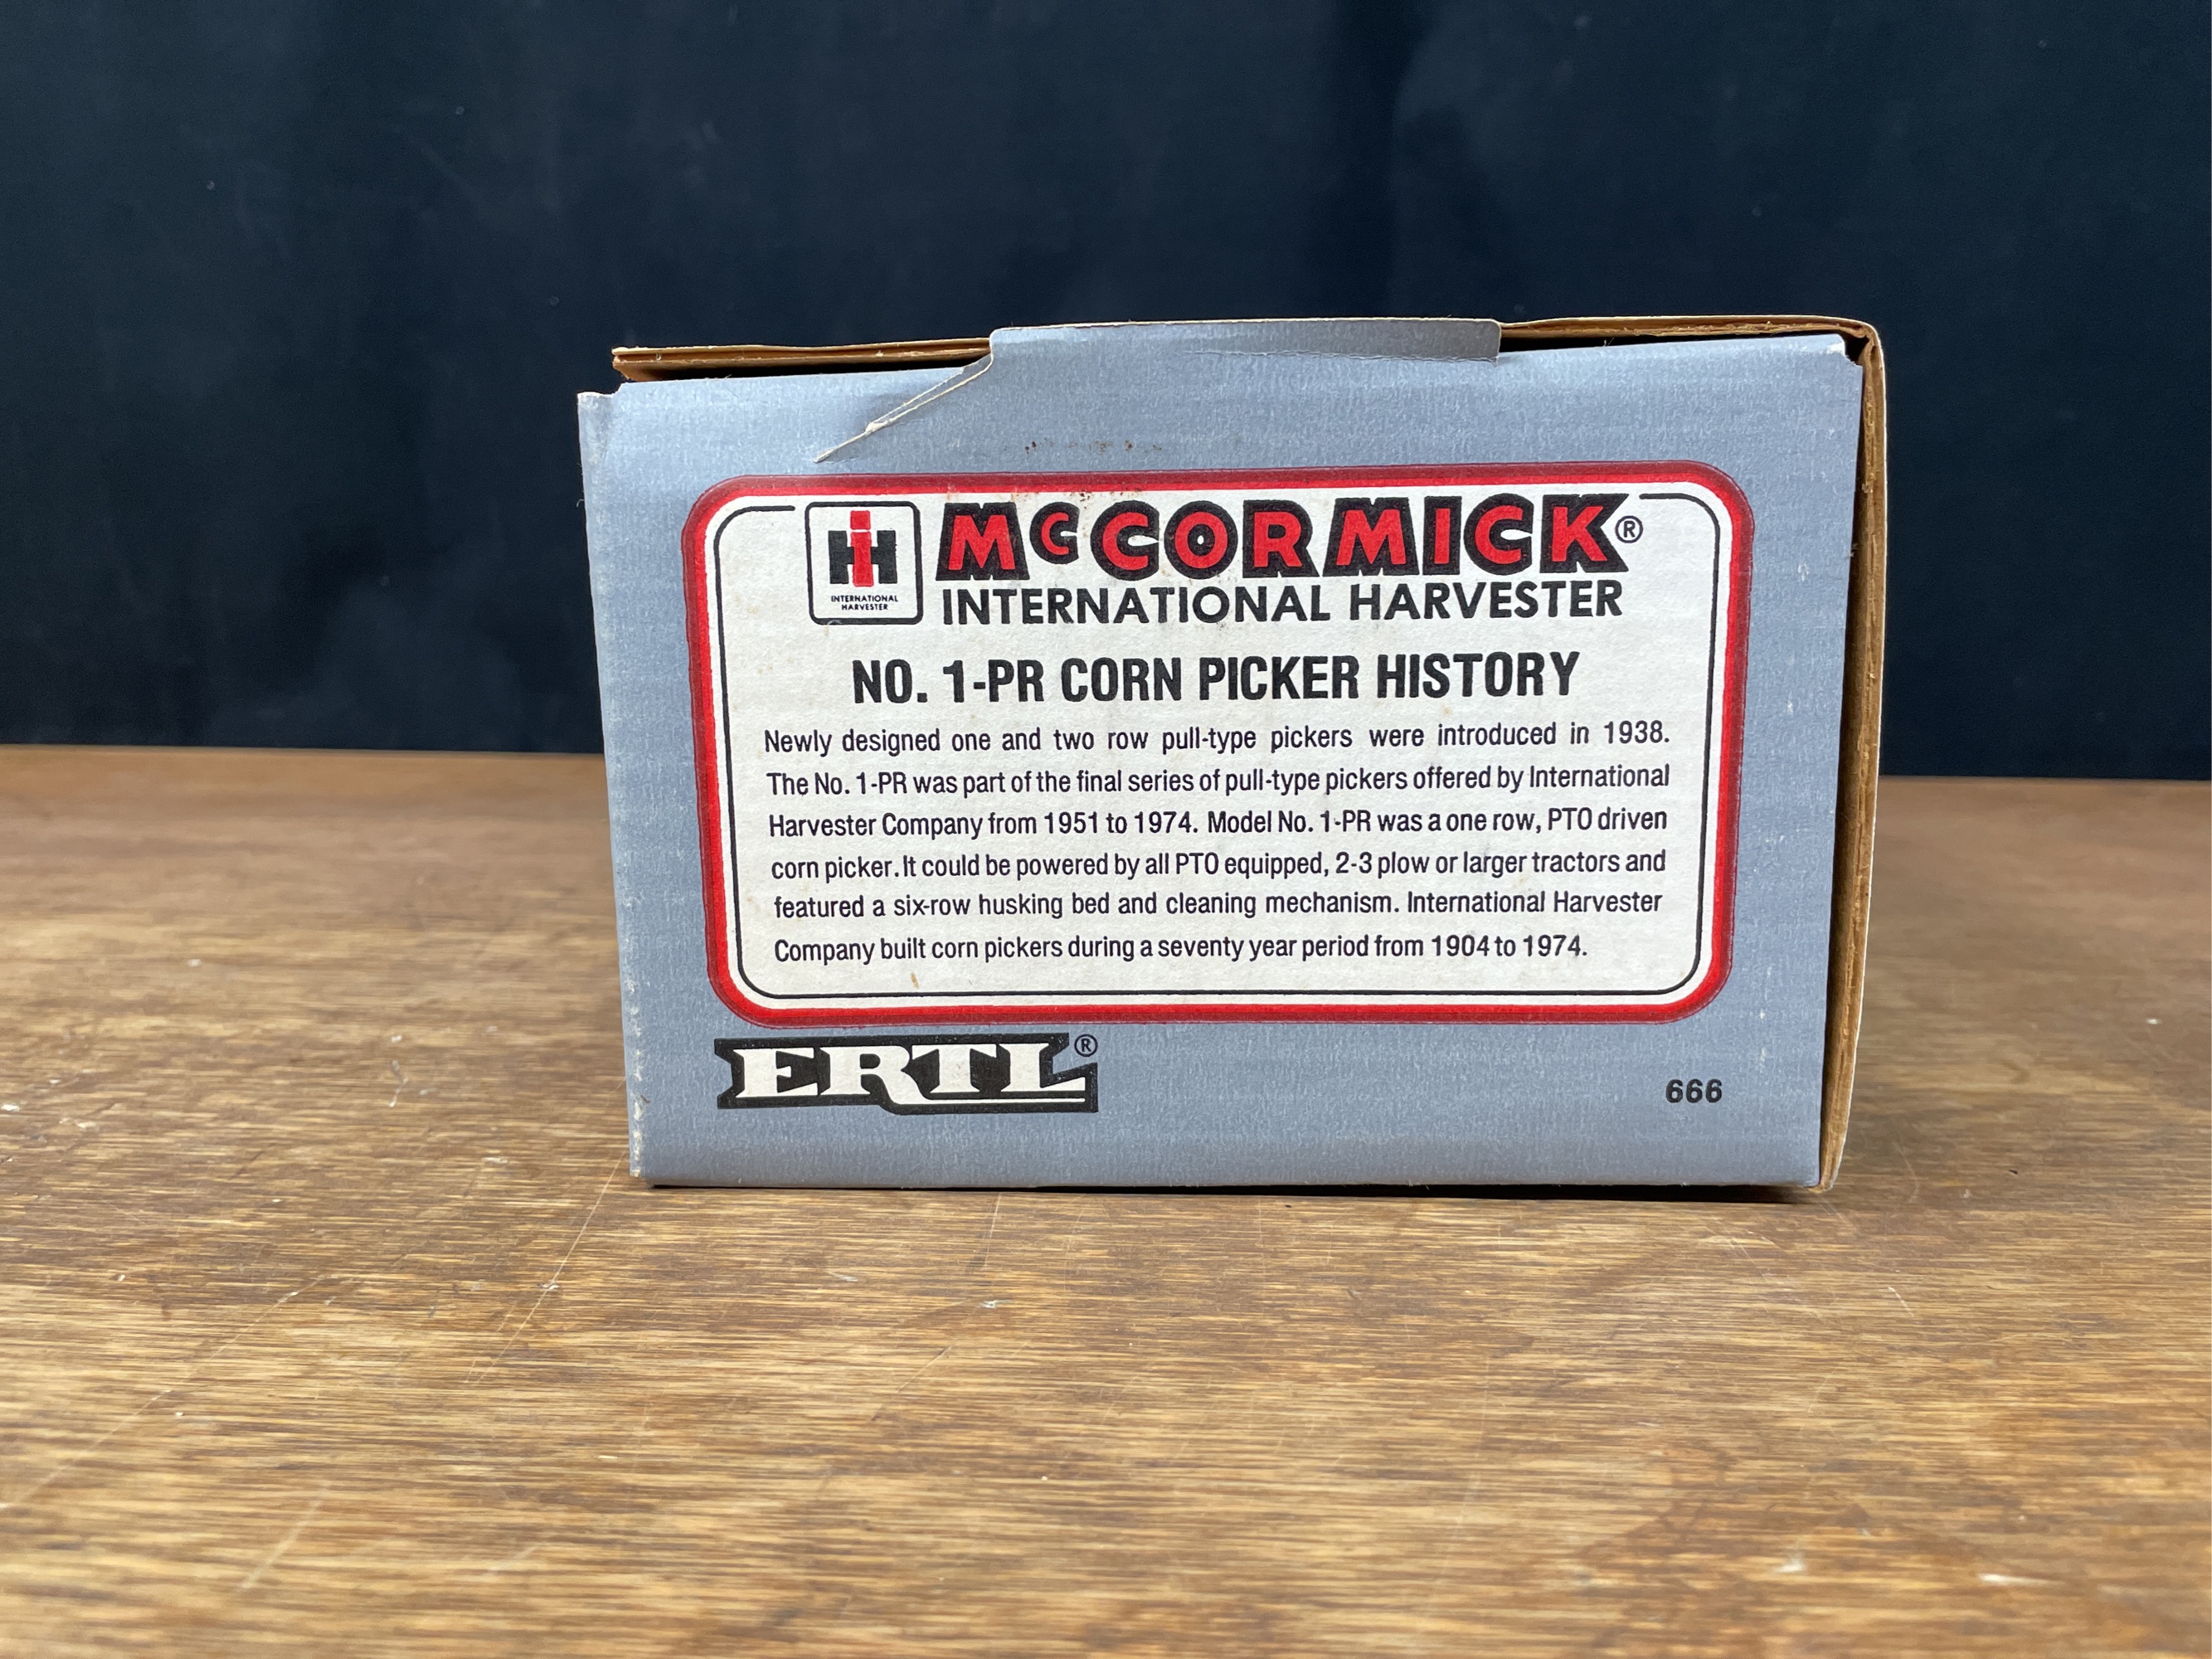 IH
INTERNATIONAL
HARVESTER
McCORMICK®
INTERNATIONAL HARVESTER
NO. 1-PR CORN PICKER HISTORY
Newly designed one and two row pull-type pickers were introduced in 1938.
The No. 1-PR was part of the final series of pull-type pickers offered by International
Harvester Company from 1951 to 1974. Model No. 1-PR was a one row, PTO driven
corn picker. It could be powered by all PTO equipped, 2-3 plow or larger tractors and
featured a six-row husking bed and cleaning mechanism. International Harvester
Company built corn pickers during a seventy year period from 1904 to 1974.
ERTL®
666